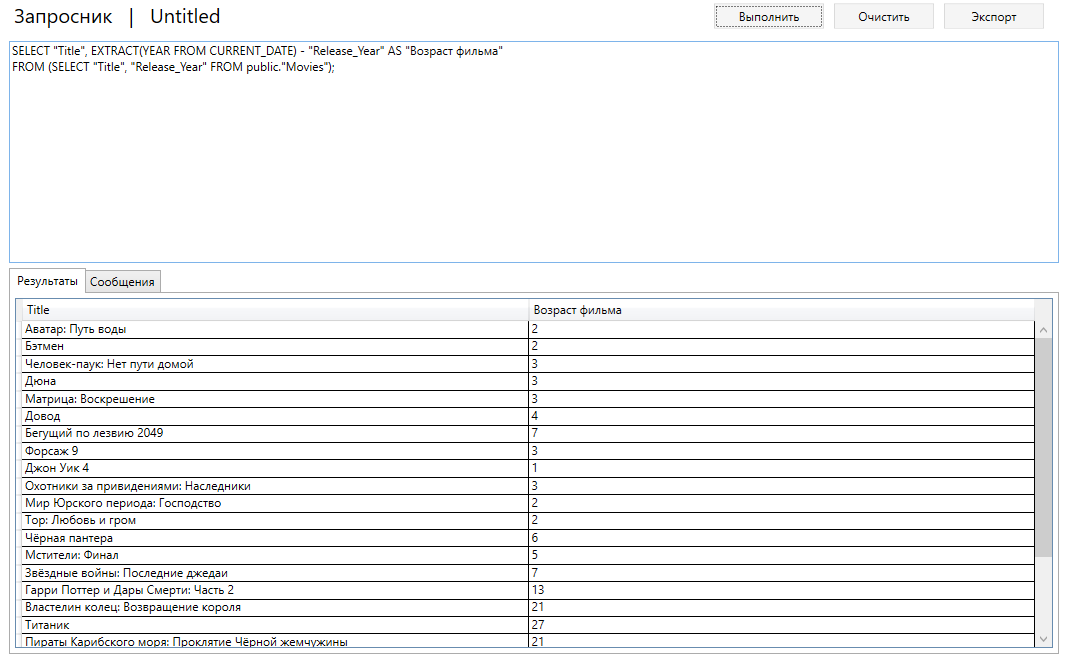 Запросник | Untitled
Выполнить Очистить Экспорт
SELECT "Title", EXTRACT(YEAR FROM CURRENT_DATE) - "Release_Year" AS "Возраст фильма"
FROM (SELECT "Title", "Release_Year" FROM public."Movies");
Результаты Сообщения
Title Возраст фильма
Аватар: Путь воды 2
Бэтмен 2
Человек-паук: Нет пути домой 3
Дюна 3
Матрица: Воскрешение 3
Довод 4
Бегущий по лезвию 2049 7
Форсаж 9 3
Джон Уик 4 1
Охотники за привидениями: Наследники 3
Мир Юрского периода: Господство 2
Тор: Любовь и гром 2
Чёрная пантера 6
Мстители: Финал 5
Звёздные войны: Последние джедаи 7
Гарри Поттер и Дары Смерти: Часть 2 13
Властелин колец: Возвращение короля 21
Титаник 27
Пираты Карибского моря: Проклятие Чёрной жемчужины 21